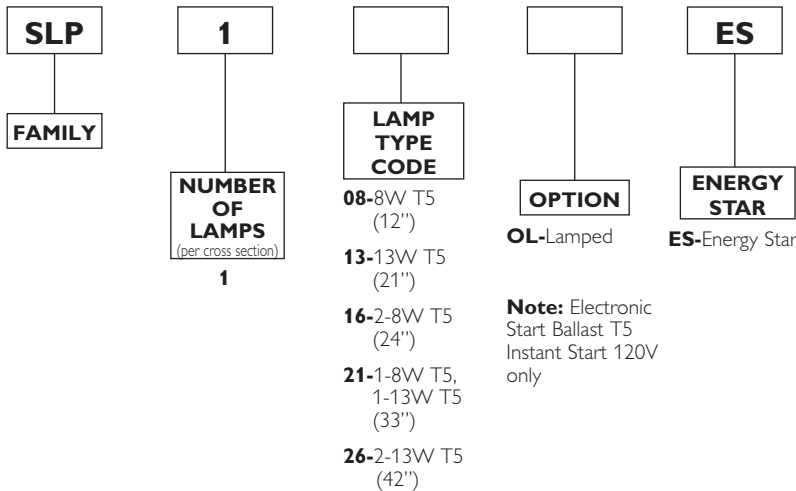 SLP
1
ES
FAMILY
NUMBER
OF
LAMPS
(per cross section)
1
LAMP
TYPE
CODE
08-8W T5
(12”)
13-13W T5
(21”)
16-2-8W T5
(24”)
21-1-8W T5,
1-13W T5
(33”)
26-2-13W T5
(42”)
OPTION
OL-Lamped
Note: Electronic
Start Ballast T5
Instant Start 120V
only
ENERGY
STAR
ES-Energy Star